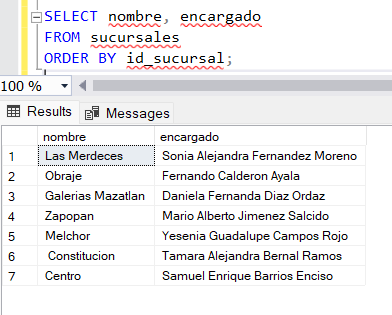 SELECT nombre, encargado
FROM sucursales
ORDER BY id_sucursal;
100 %
Results Messages
nombre encargado
1 Las Merdeces Sonia Alejandra Fernandez Moreno
2 Obraje Fernando Calderon Ayala
3 Galerias Mazatlan Daniela Fernanda Diaz Ordaz
4 Zapopan Mario Alberto Jimenez Salcido
5 Melchor Yesenia Guadalupe Campos Rojo
6 Constitucion Tamara Alejandra Bernal Ramos
7 Centro Samuel Enrique Barrios Enciso